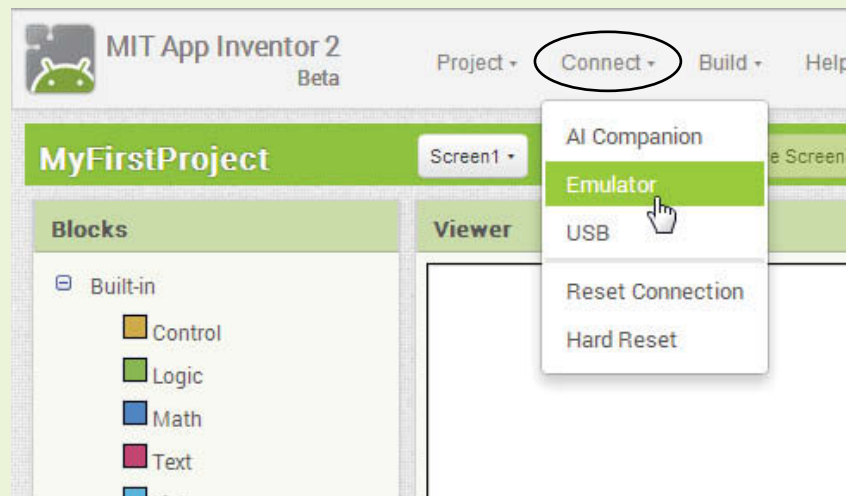 MIT App Inventor 2
Beta
Project
Connect
Build
Help
MyFirstProject
Screen1
e Screen
AI Companion
Emulator
USB
Reset Connection
Hard Reset
Blocks
Built-in
Control
Logic
Math
Text
Viewer